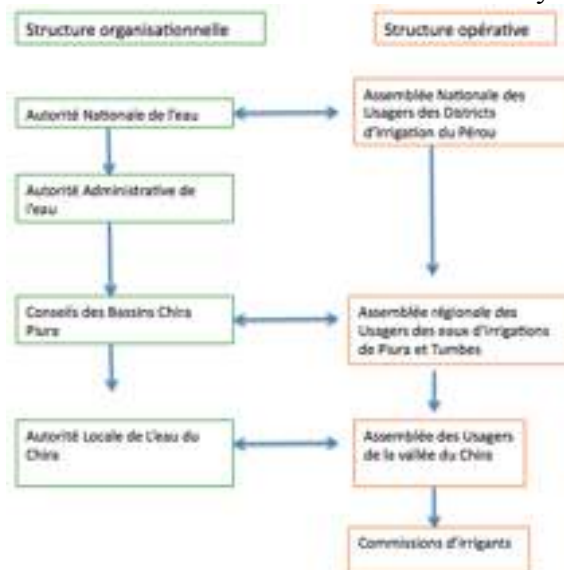 Structure organisationnelle
Structure opérative
Autorité Nationale de l'eau
Assemblée Nationale des
Usagers des Districts
d'irrigation du Pérou
Autorité Administrative de
l'eau
Conseils des Bassins Chira
Piura
Assemblée régionale des
Usagers des eaux d'irrigations
de Piura et Tumbes
Autorité Locale de L'eau du
Chira
Assemblée des Usagers
de la vallée du Chira
Commissions d'irrigants